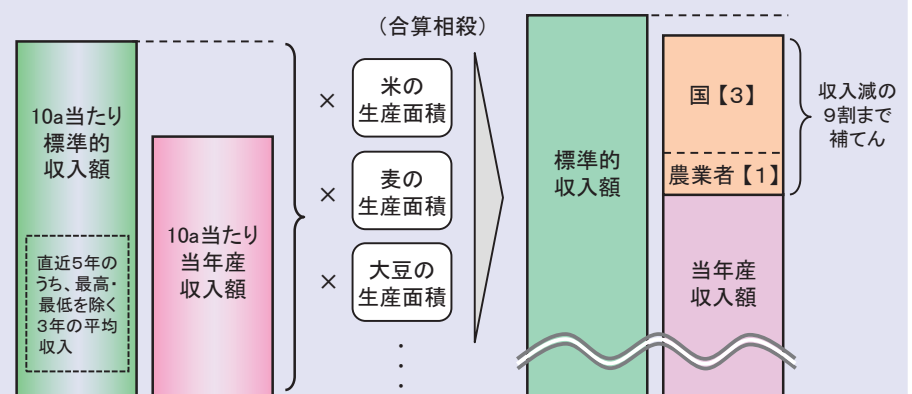 （合算相殺）
10a当たり
標準的
収入額
直近5年の
うち、最高・
最低を除く
3年の平均
収入
10a当たり
当年産
収入額
×
米の
生産面積
×
麦の
生産面積
×
大豆の
生産面積
・
・
・
標準的
収入額
国【3】
農業者【1】
当年産
収入額
収入減の
9割まで
補てん